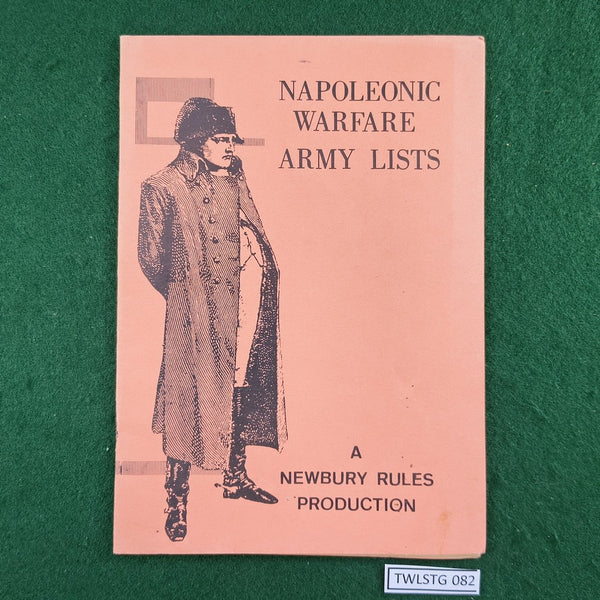 NAPOLEONIC
WARFARE
ARMY LISTS
A
NEWBURY RULES
PRODUCTION
TWLSTG 082